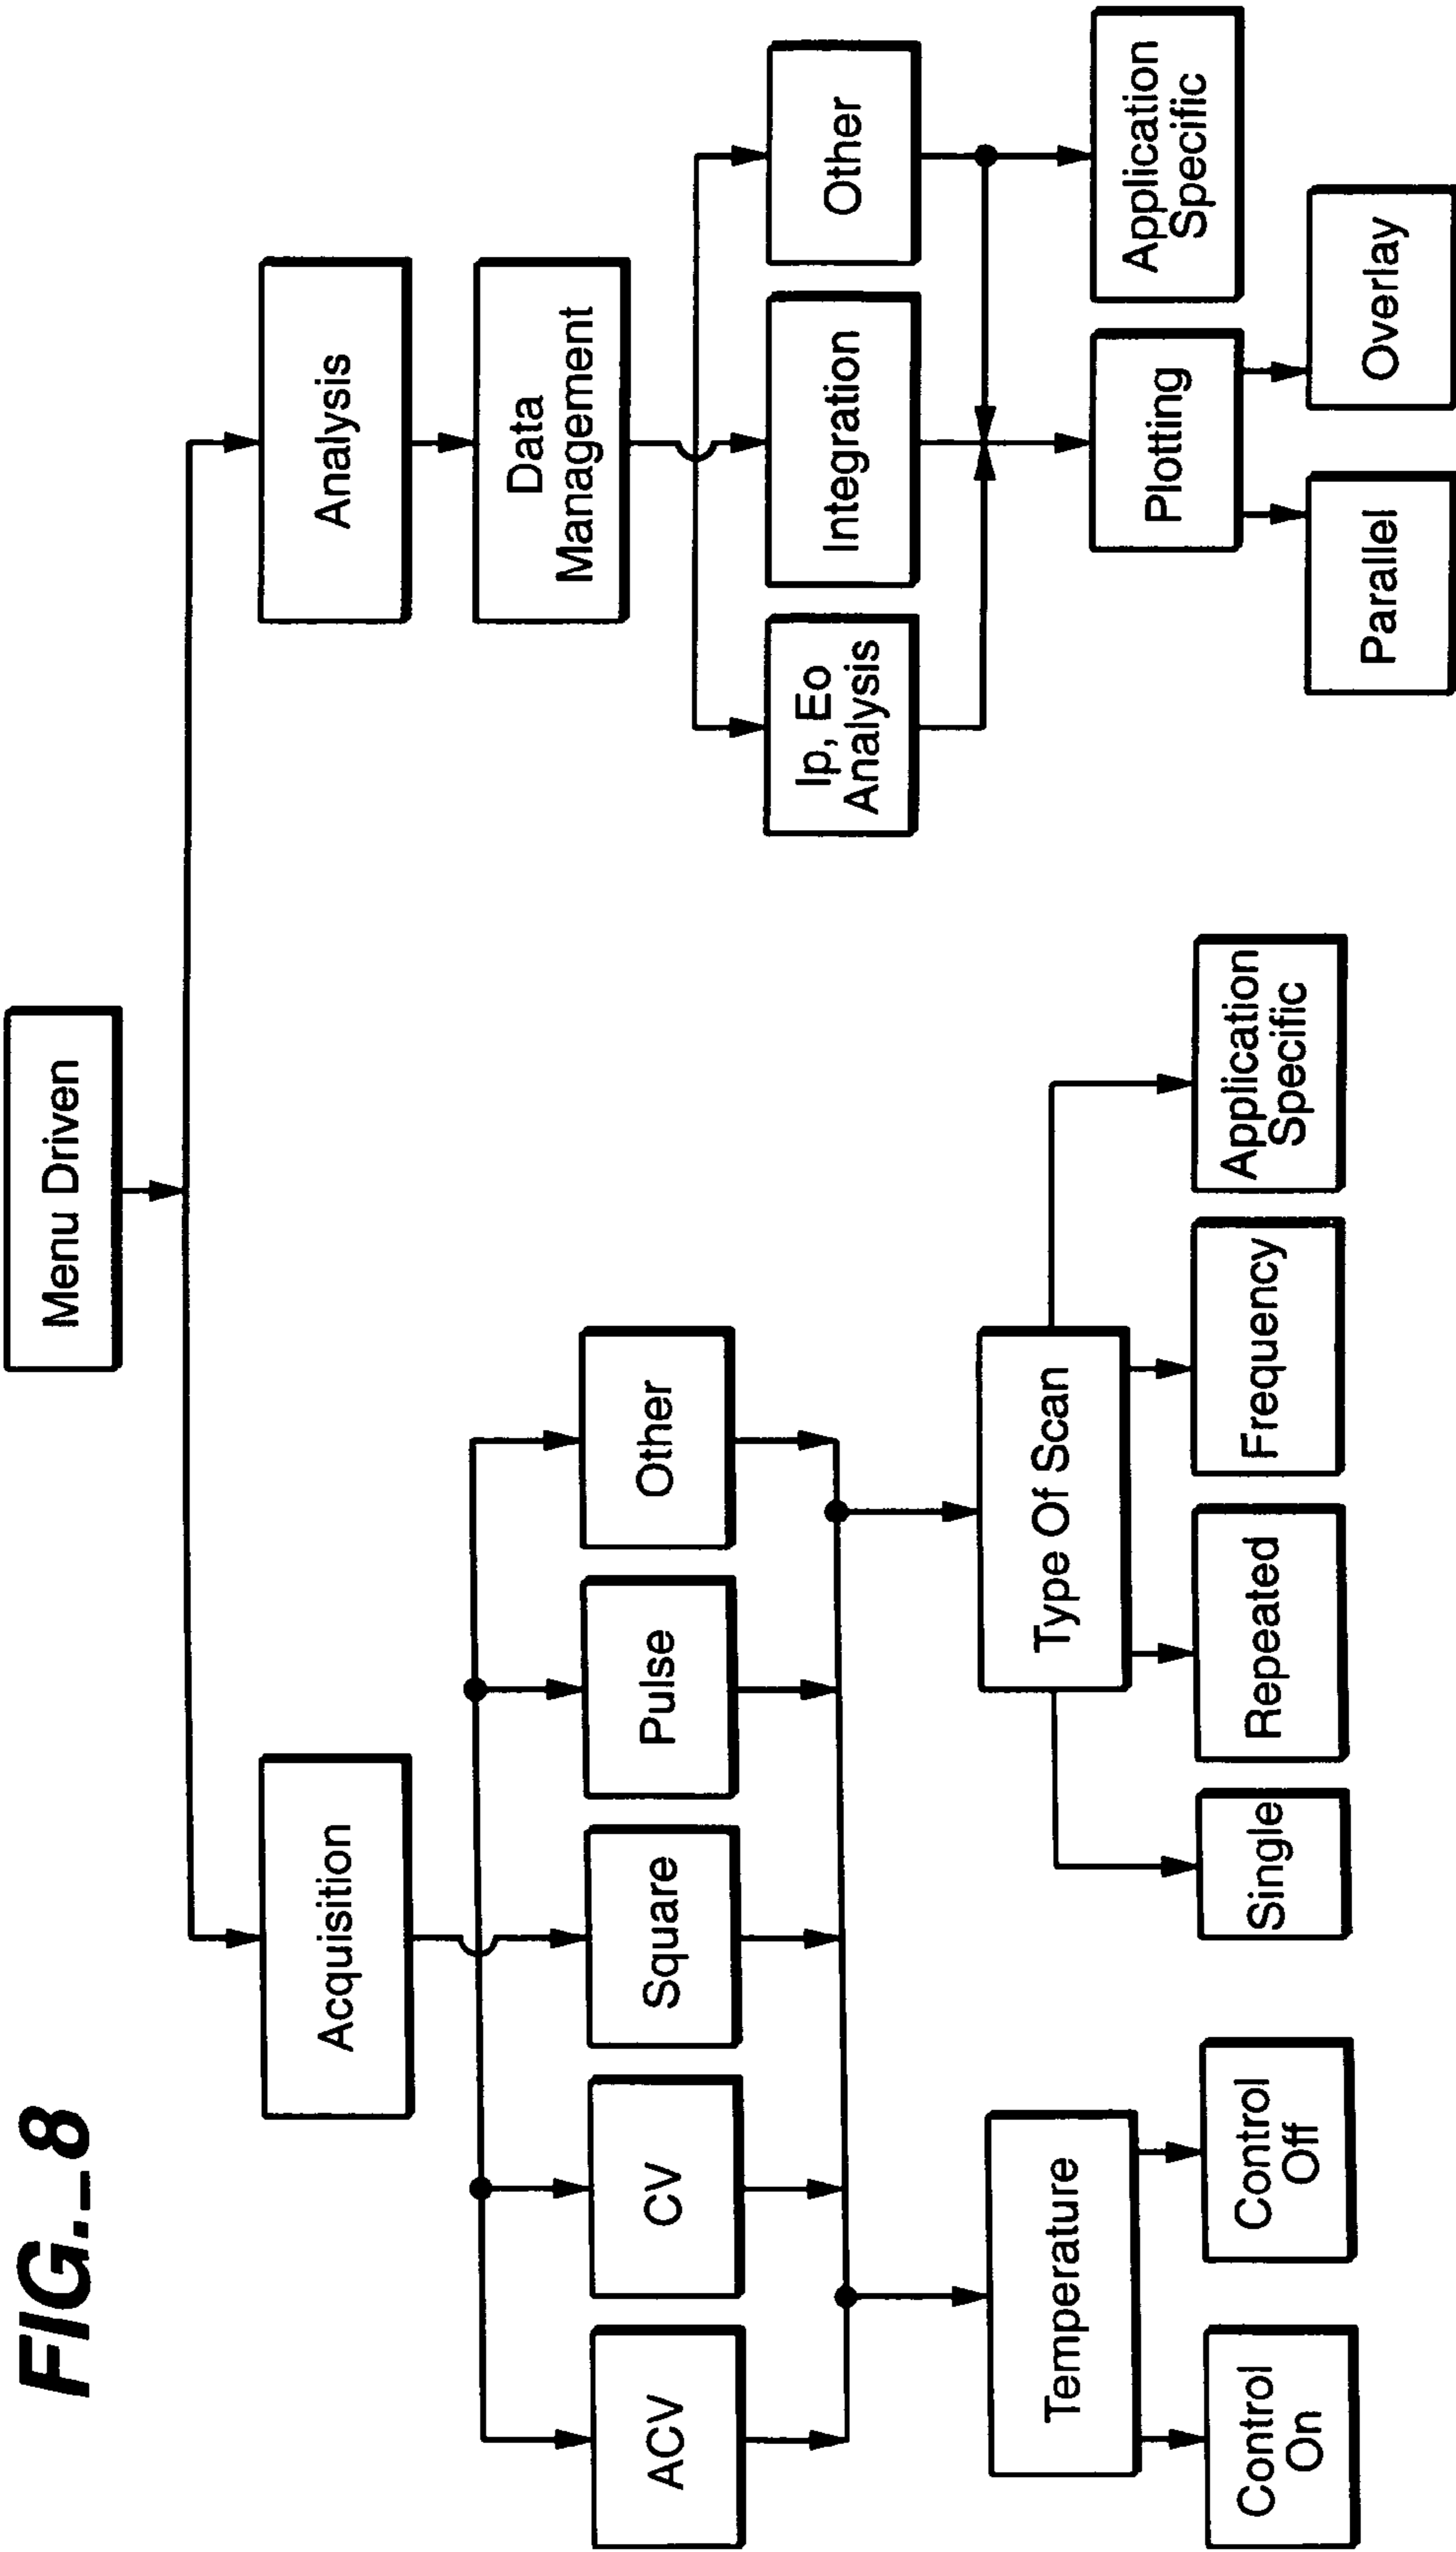 FIG._8
Menu Driven
Acquisition
Analysis
Data
Management
ACV
CV
Square
Pulse
Other
Ip, Eo
Analysis
Integration
Other
Temperature
Type Of Scan
Plotting
Application
Specific
Control
On
Control
Off
Single
Repeated
Frequency
Application
Specific
Parallel
Overlay